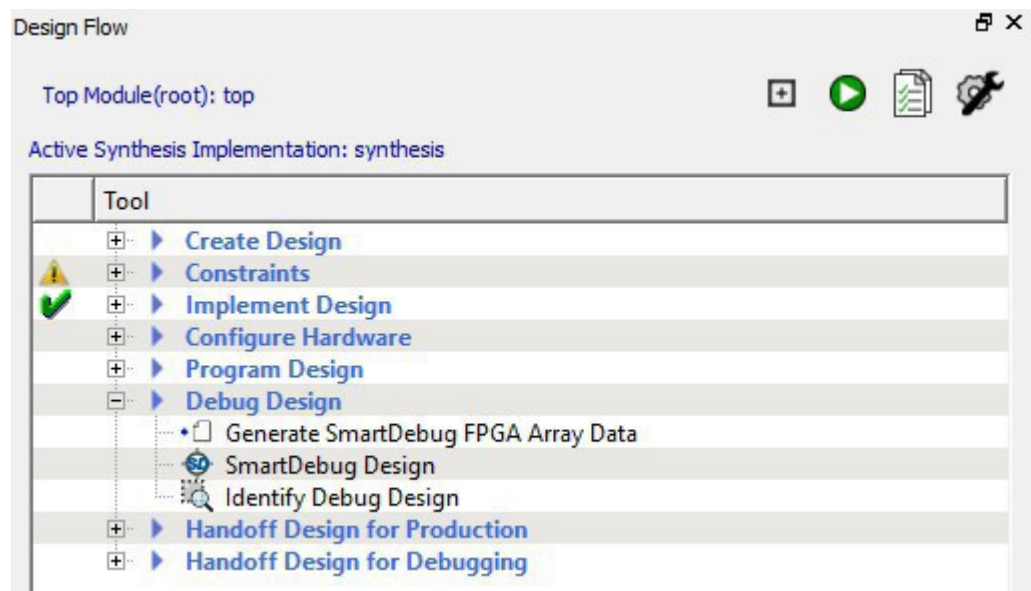 Design Flow
Top Module(root): top
Active Synthesis Implementation: synthesis
Tool
Create Design
Constraints
Implement Design
Configure Hardware
Program Design
Debug Design
Generate SmartDebug FPGA Array Data
SD SmartDebug Design
Identify Debug Design
Handoff Design for Production
Handoff Design for Debugging